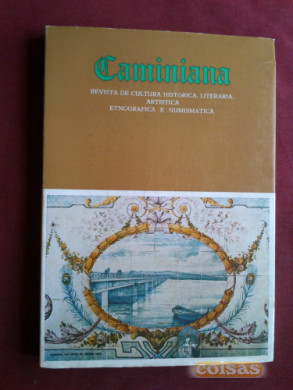 Caminiana
REVISTA DE CULTURA HISTORICA, LITERARIA,
ARTISTICA
ETNOGRAFICA E NUMISMATICA
coisas